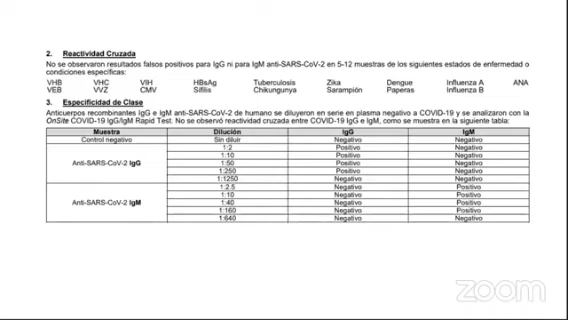 2. Reactividad Cruzada
No se observaron resultados falsos positivos para IgG ni para IgM anti-SARS-CoV-2 en 5-12 muestras de los siguientes estados de enfermedad o
condiciones específicas:
VHB VHC VIH HBsAg Tuberculosis Zika Dengue Influenza A ANA
VEB VVZ CMV Sífilis Chikungunya Sarampión Paperas Influenza B
3. Especificidad de Clase
Anticuerpos recombinantes IgG e IgM anti-SARS-CoV-2 de humano se diluyeron en serie en plasma negativo a COVID-19 y se analizaron con la
OnSite COVID-19 IgG/IgM Rapid Test. No se observó reactividad cruzada entre COVID-19 IgG e IgM, como se muestra en la siguiente tabla:
Muestra Dilución IgG IgM
Control negativo Sin diluir Negativo Negativo
Anti-SARS-CoV-2 IgG
1:2 Positivo Negativo
1:10 Positivo Negativo
1:50 Positivo Negativo
1:250 Positivo Negativo
1:1250 Negativo Negativo
Anti-SARS-CoV-2 IgM
1:2.5 Negativo Positivo
1:10 Negativo Positivo
1:40 Negativo Positivo
1:160 Negativo Positivo
1:640 Negativo Negativo
zoom